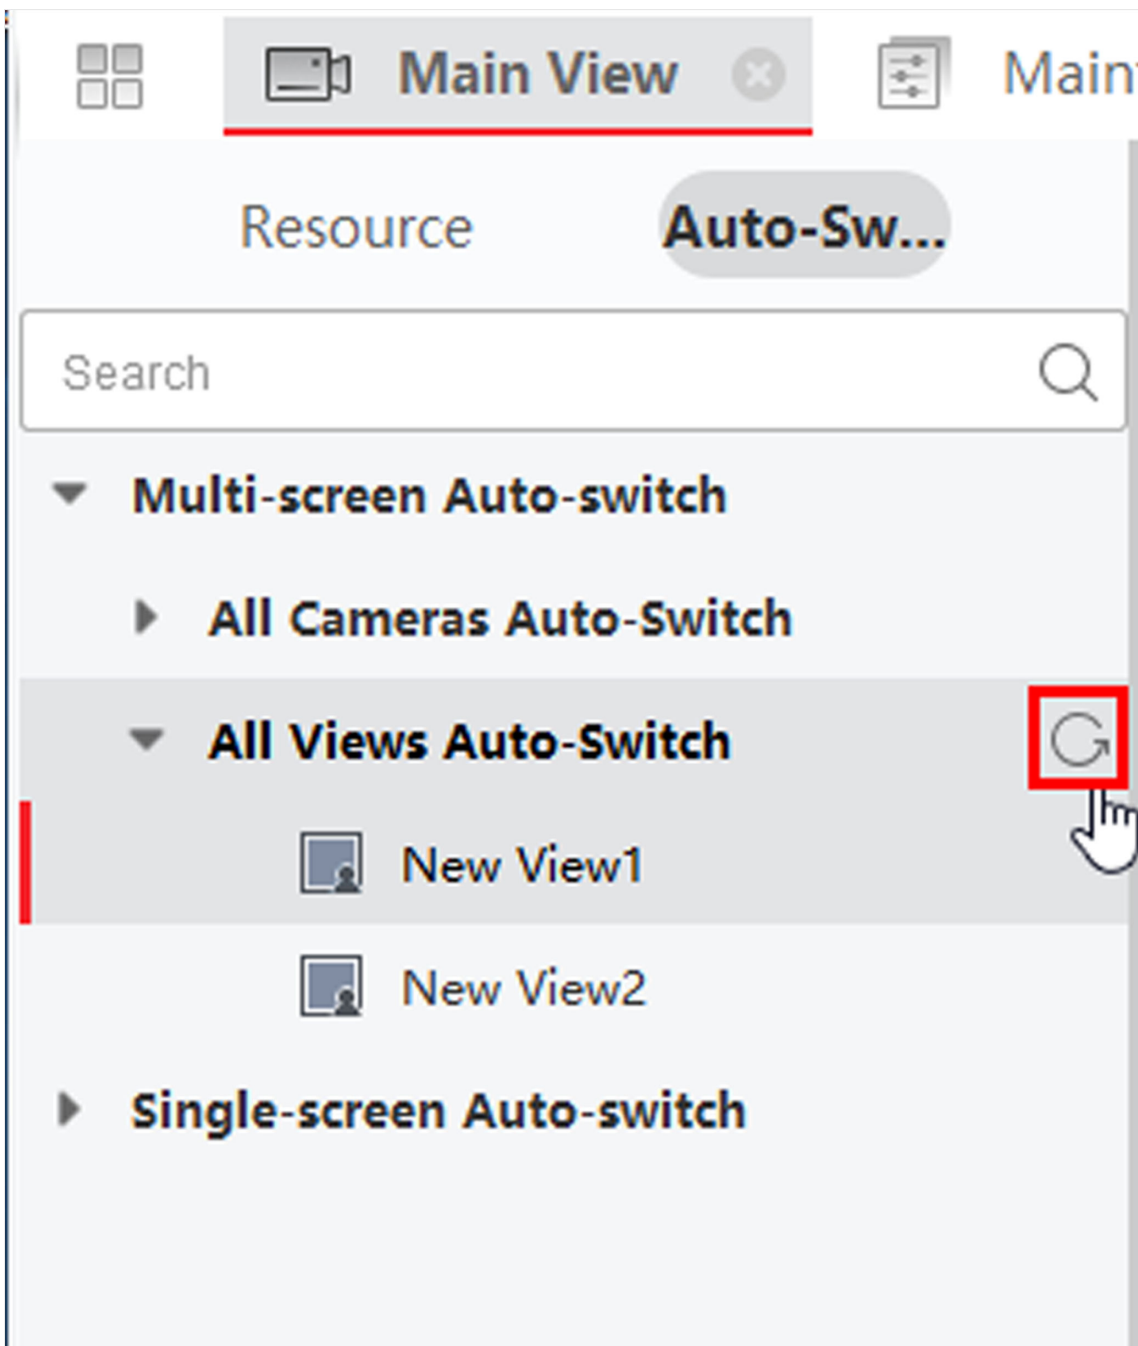 Main View
Main
Resource
Auto-Sw...
Search
Multi-screen Auto-switch
All Cameras Auto-Switch
All Views Auto-Switch
New View1
New View2
Single-screen Auto-switch